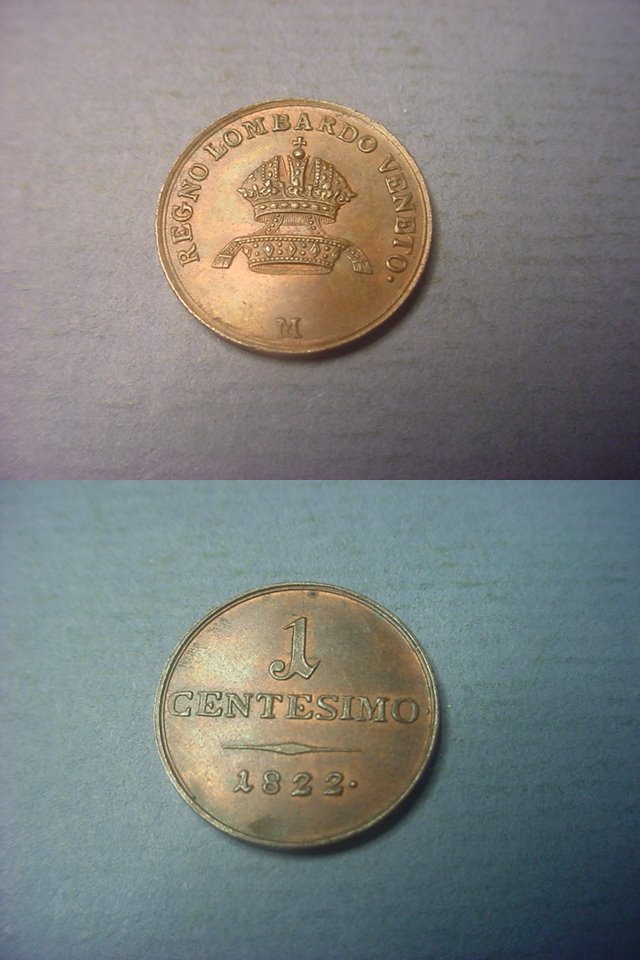 REGNO LOMBARDO VENETO.
M
1
CENTESIMO
1822.